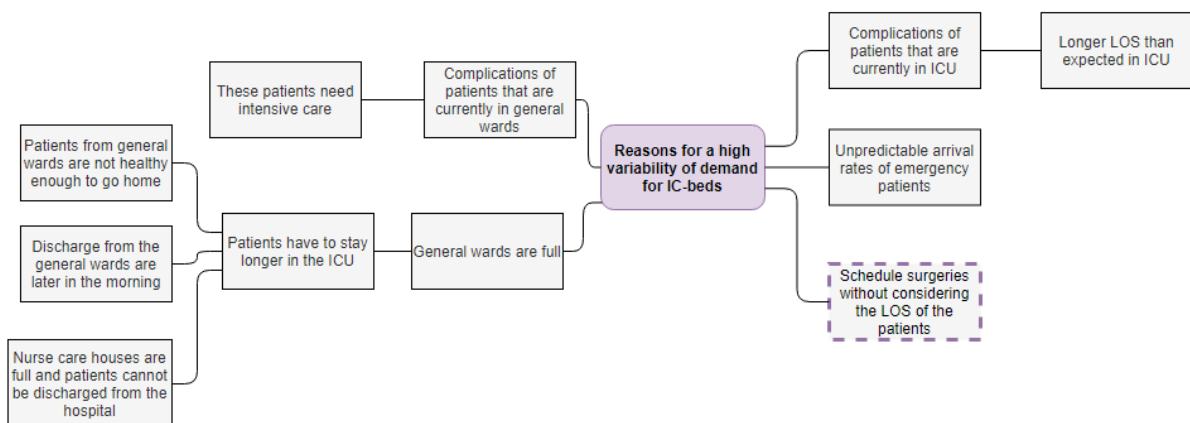 Complications of
patients that are
currently in ICU
Longer LOS than
expected in ICU
These patients need
intensive care
Complications of
patients that are
currently in general
wards
Patients from general
wards are not healthy
enough to go home
Reasons for a high
variability of demand
for IC-beds
Unpredictable arrival
rates of emergency
patients
Discharge from the
general wards are
later in the morning
Patients have to stay
longer in the ICU
General wards are full
Schedule surgeries
without considering
the LOS of the
patients
Nurse care houses are
full and patients cannot
be discharged from the
hospital